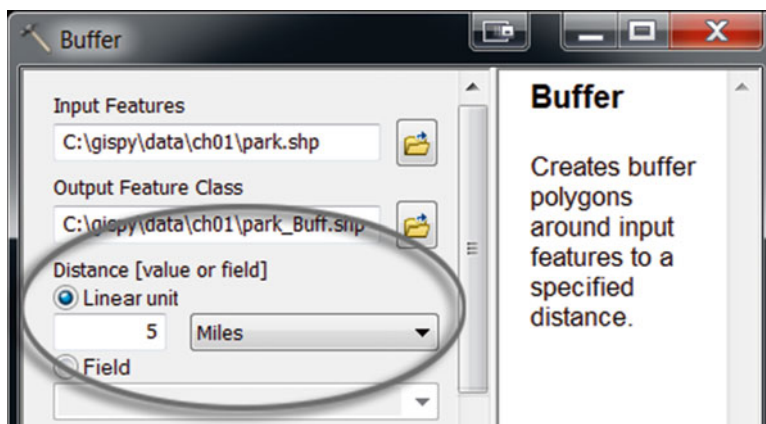 Buffer
X
Input Features
C:\gispy\data\ch01\park.shp
Output Feature Class
C:\gispy\data\ch01\park_Buff.shp
Distance [value or field]
Linear unit
5 Miles
Field
Buffer
Creates buffer
polygons
around input
features to a
specified
distance.